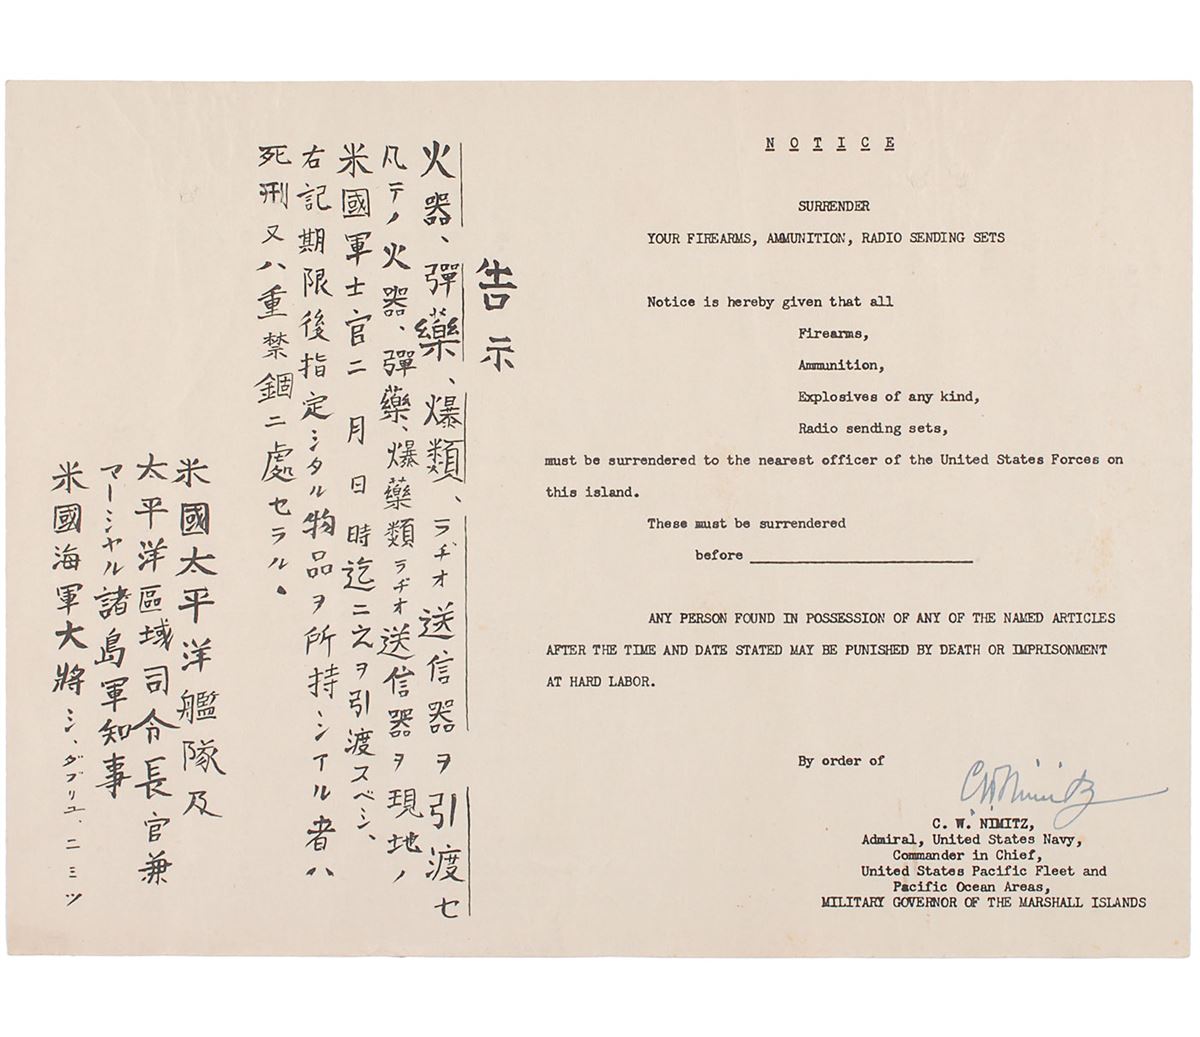 告示
火器、彈藥、爆類、ラヂオ送信器ヲ引渡セ
凡テノ火器、彈藥、爆藥類ラヂオ送信器ヲ現地ノ
米國軍士官ニ 月 日 時迄ニ之ヲ引渡スベシ、
右記期限後指定シタル物品ヲ所持シイル者ハ
死刑又ハ重禁錮ニ處セラル。
米國太平洋艦隊及
太平洋區域司令長官兼
マーシャル諸島軍知事
米國海軍大將シ、ダブリユ、ニミツ
NOTICE
SURRENDER
YOUR FIREARMS, AMMUNITION, RADIO SENDING SETS
Notice is hereby given that all
Firearms,
Ammunition,
Explosives of any kind,
Radio sending sets,
must be surrendered to the nearest officer of the United States Forces on
this island.
These must be surrendered
before
ANY PERSON FOUND IN POSSESSION OF ANY OF THE NAMED ARTICLES
AFTER THE TIME AND DATE STATED MAY BE PUNISHED BY DEATH OR IMPRISONMENT
AT HARD LABOR.
By order of
CWNimitz
C. W. NIMITZ,
Admiral, United States Navy,
Commander in Chief,
United States Pacific Fleet and
Pacific Ocean Areas,
MILITARY GOVERNOR OF THE MARSHALL ISLANDS